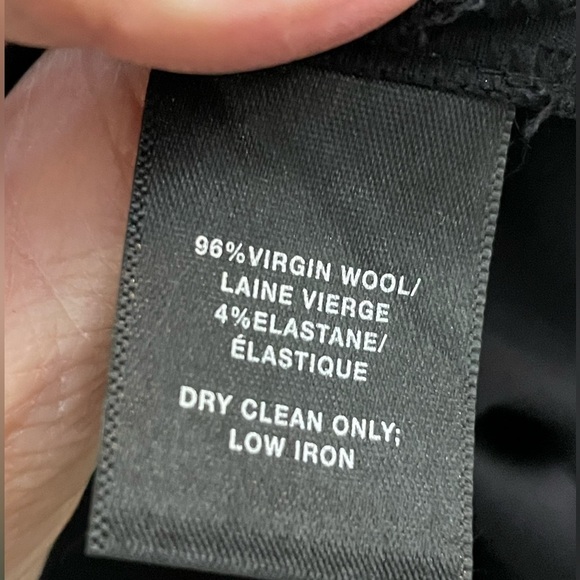 96%VIRGIN WOOL/
LAINE VIERGE
4%ELASTANE/
ÉLASTIQUE
DRY CLEAN ONLY;
LOW IRON